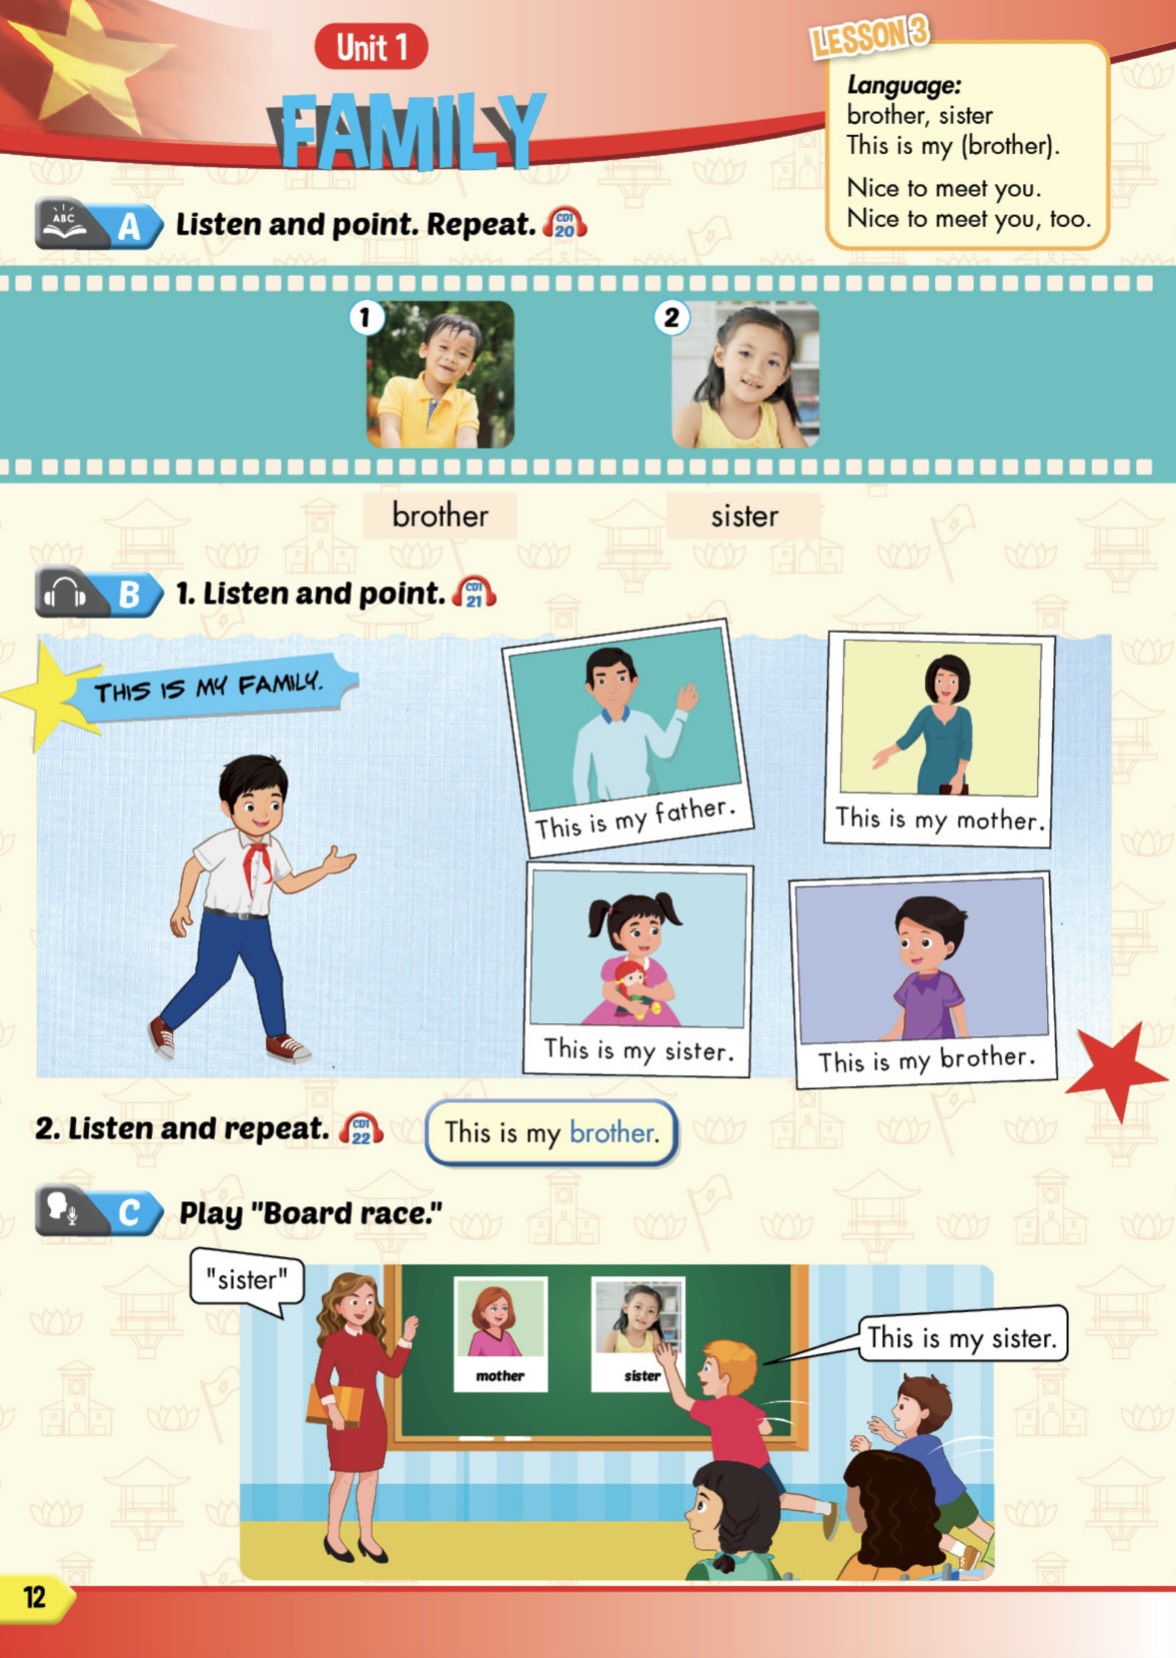 Unit 1
FAMILY
LESSON 3
Language:
brother, sister
This is my (brother).
Nice to meet you.
Nice to meet you, too.
ABC
A
Listen and point. Repeat.
CD1
20
1
2
brother
sister
B
1. Listen and point.
CD1
21
THIS IS MY FAMILY.
This is my father.
This is my mother.
This is my sister.
This is my brother.
2. Listen and repeat.
CD1
22
This is my brother.
C
Play "Board race."
"sister"
mother
sister
This is my sister.
12